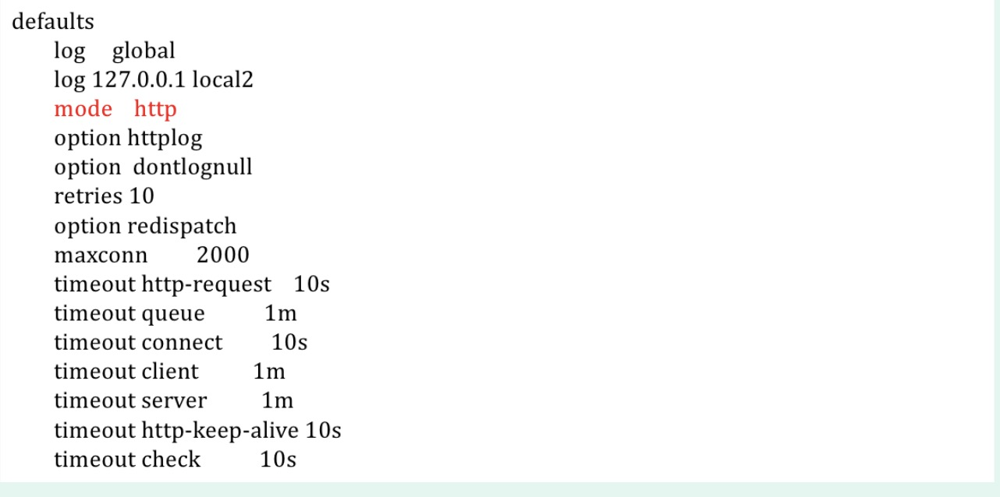 defaults
log global
log 127.0.0.1 local2
mode http
option httplog
option dontlognull
retries 10
option redispatch
maxconn 2000
timeout http-request 10s
timeout queue 1m
timeout connect 10s
timeout client 1m
timeout server 1m
timeout http-keep-alive 10s
timeout check 10s